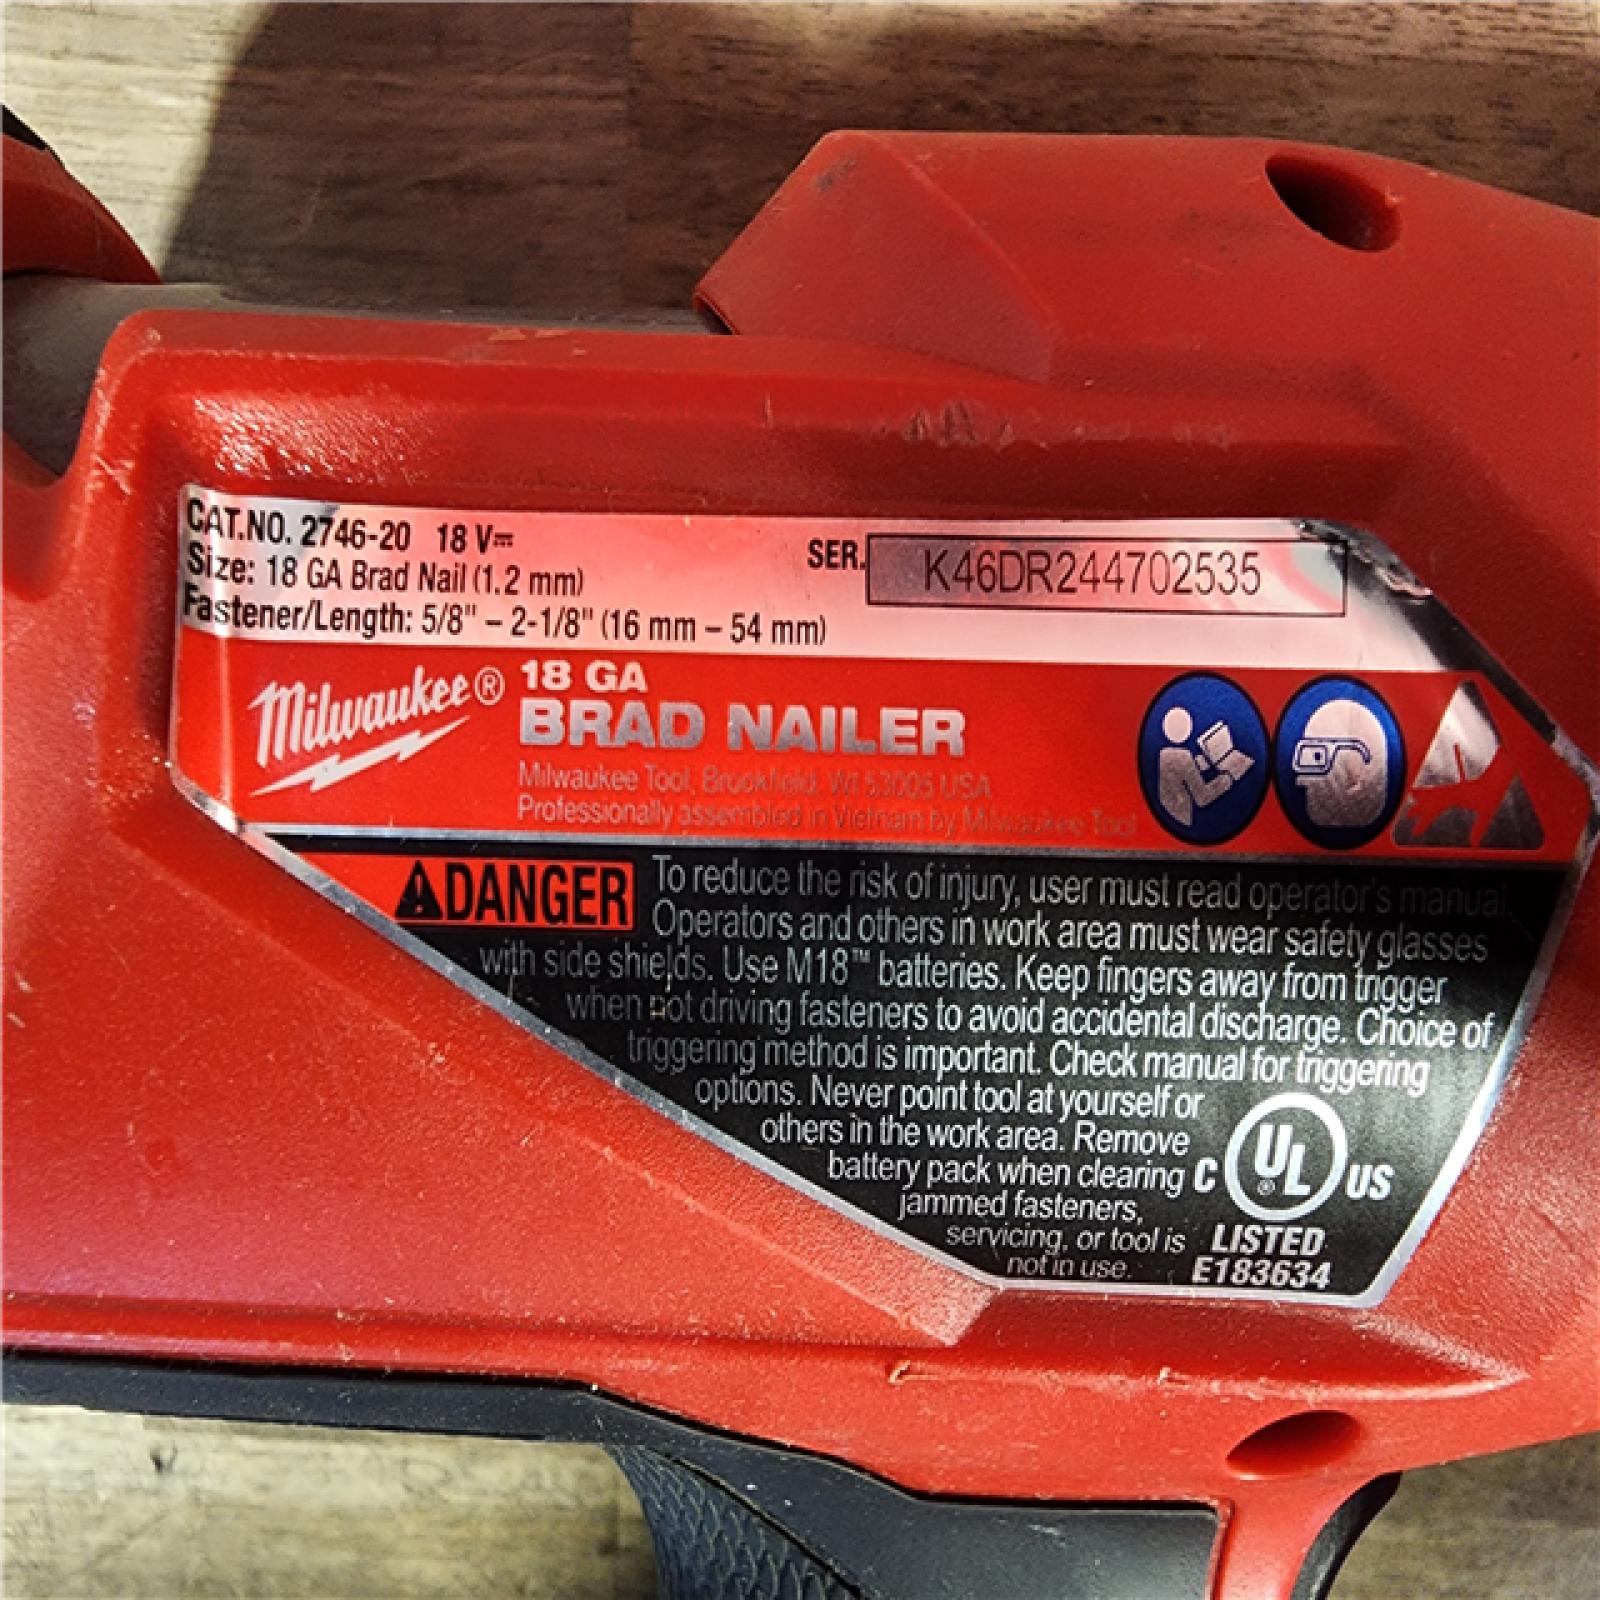 CAT.NO. 2746-20 18 V⎓
SER. K46DR244702535
Size: 18 GA Brad Nail (1.2 mm)
Fastener/Length: 5/8" – 2-1/8" (16 mm – 54 mm)
Milwaukee®
18 GA
BRAD NAILER
Milwaukee Tool, Brookfield, WI 53005 USA
Professionally assembled in Vietnam by Milwaukee Tool
DANGER
To reduce the risk of injury, user must read operator's manual.
Operators and others in work area must wear safety glasses
with side shields. Use M18™ batteries. Keep fingers away from trigger
when not driving fasteners to avoid accidental discharge. Choice of
triggering method is important. Check manual for triggering
options. Never point tool at yourself or
others in the work area. Remove
battery pack when clearing
jammed fasteners,
servicing, or tool is
not in use.
C UL® US
LISTED
E183634